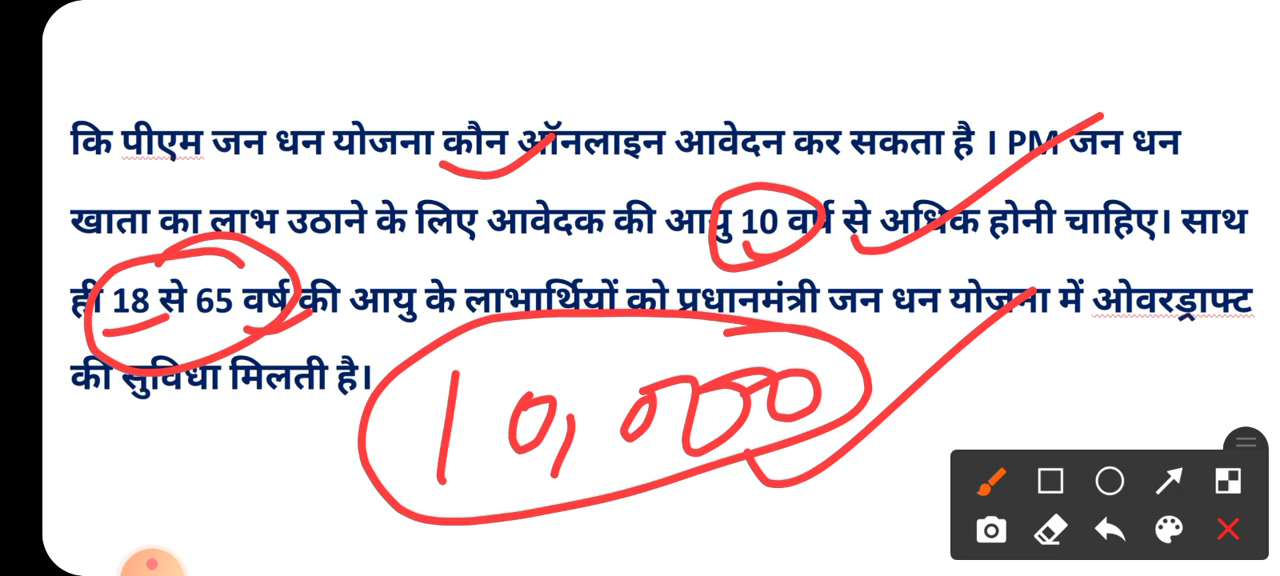 कि पीएम जन धन योजना कौन ऑनलाइन आवेदन कर सकता है । PM जन धन
खाता का लाभ उठाने के लिए आवेदक की आयु 10 वर्ष से अधिक होनी चाहिए। साथ
ही 18 से 65 वर्ष की आयु के लाभार्थियों को प्रधानमंत्री जन धन योजना में ओवरड्राफ्ट
की सुविधा मिलती है।
10,000